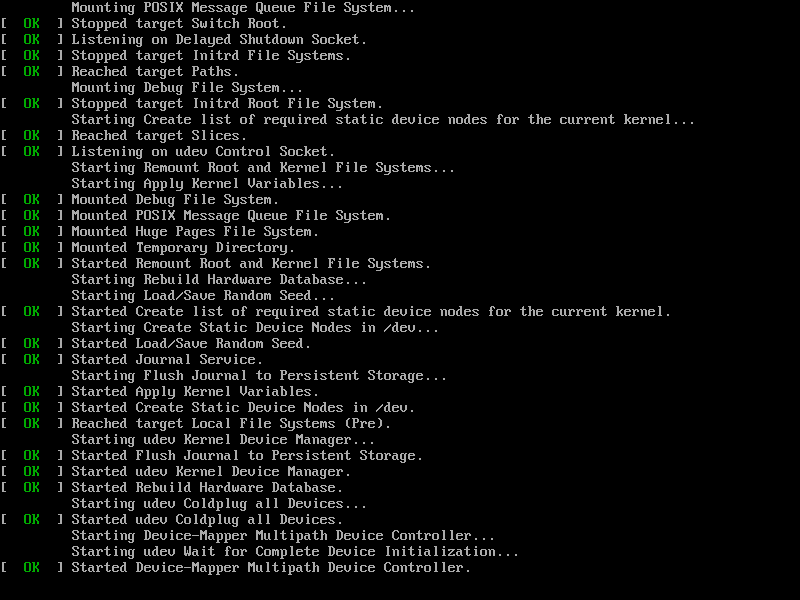 Mounting POSIX Message Queue File System...
[  OK  ] Stopped target Switch Root.
[  OK  ] Listening on Delayed Shutdown Socket.
[  OK  ] Stopped target Initrd File Systems.
[  OK  ] Reached target Paths.
Mounting Debug File System...
[  OK  ] Stopped target Initrd Root File System.
Starting Create list of required static device nodes for the current kernel...
[  OK  ] Reached target Slices.
[  OK  ] Listening on udev Control Socket.
Starting Remount Root and Kernel File Systems...
Starting Apply Kernel Variables...
[  OK  ] Mounted Debug File System.
[  OK  ] Mounted POSIX Message Queue File System.
[  OK  ] Mounted Huge Pages File System.
[  OK  ] Mounted Temporary Directory.
[  OK  ] Started Remount Root and Kernel File Systems.
Starting Rebuild Hardware Database...
Starting Load/Save Random Seed...
[  OK  ] Started Create list of required static device nodes for the current kernel.
Starting Create Static Device Nodes in /dev...
[  OK  ] Started Load/Save Random Seed.
[  OK  ] Started Journal Service.
Starting Flush Journal to Persistent Storage...
[  OK  ] Started Apply Kernel Variables.
[  OK  ] Started Create Static Device Nodes in /dev.
[  OK  ] Reached target Local File Systems (Pre).
Starting udev Kernel Device Manager...
[  OK  ] Started Flush Journal to Persistent Storage.
[  OK  ] Started udev Kernel Device Manager.
[  OK  ] Started Rebuild Hardware Database.
Starting udev Coldplug all Devices...
[  OK  ] Started udev Coldplug all Devices.
Starting Device-Mapper Multipath Device Controller...
Starting udev Wait for Complete Device Initialization...
[  OK  ] Started Device-Mapper Multipath Device Controller.